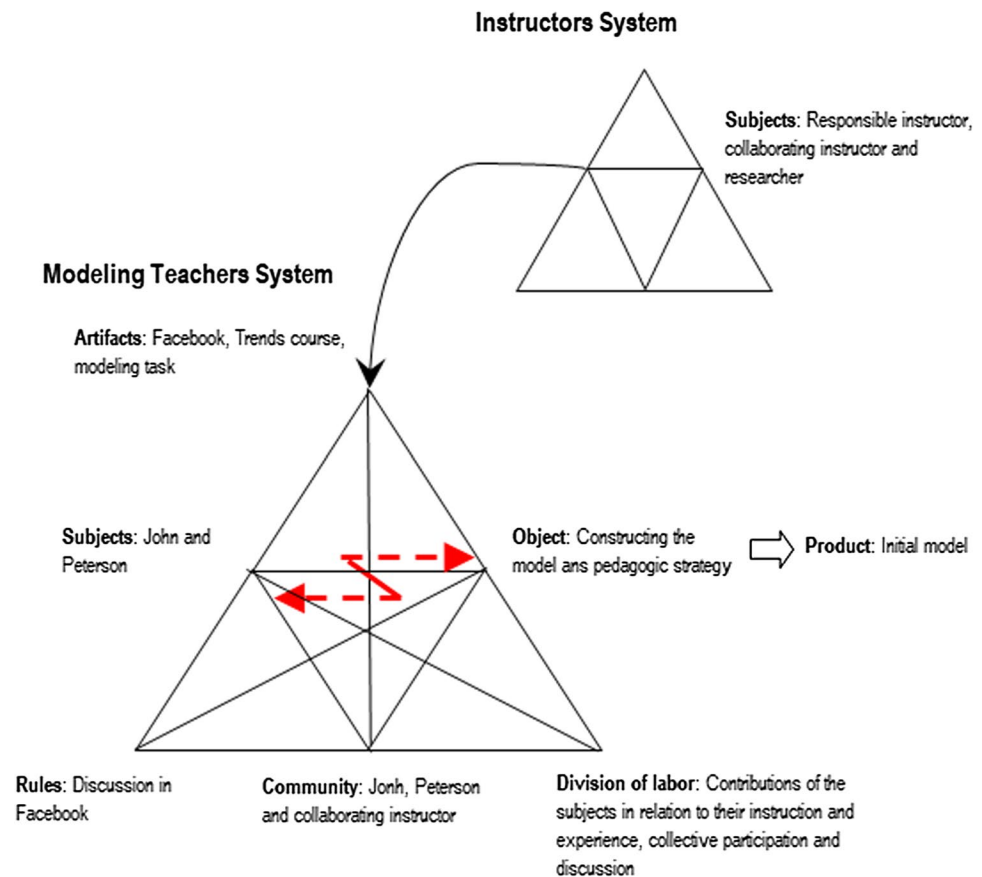 Instructors System
Subjects: Responsible instructor,
collaborating instructor and
researcher
Modeling Teachers System
Artifacts: Facebook, Trends course,
modeling task
Subjects: John and
Peterson
Object: Constructing the
model ans pedagogic strategy
Product: Initial model
Rules: Discussion in
Facebook
Community: Jonh, Peterson
and collaborating instructor
Division of labor: Contributions of the
subjects in relation to their instruction and
experience, collective participation and
discussion